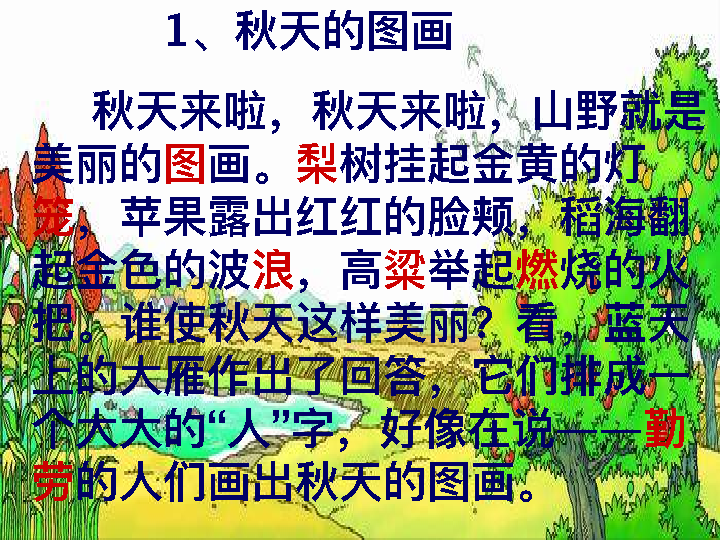 1、秋天的图画
秋天来啦，秋天来啦，山野就是
美丽的图画。梨树挂起金黄的灯
笼，苹果露出红红的脸颊，稻海翻
起金色的波浪，高粱举起燃烧的火
把。谁使秋天这样美丽？看，蓝天
上的大雁作出了回答，它们排成一
个大大的“人”字，好像在说——勤
劳的人们画出秋天的图画。